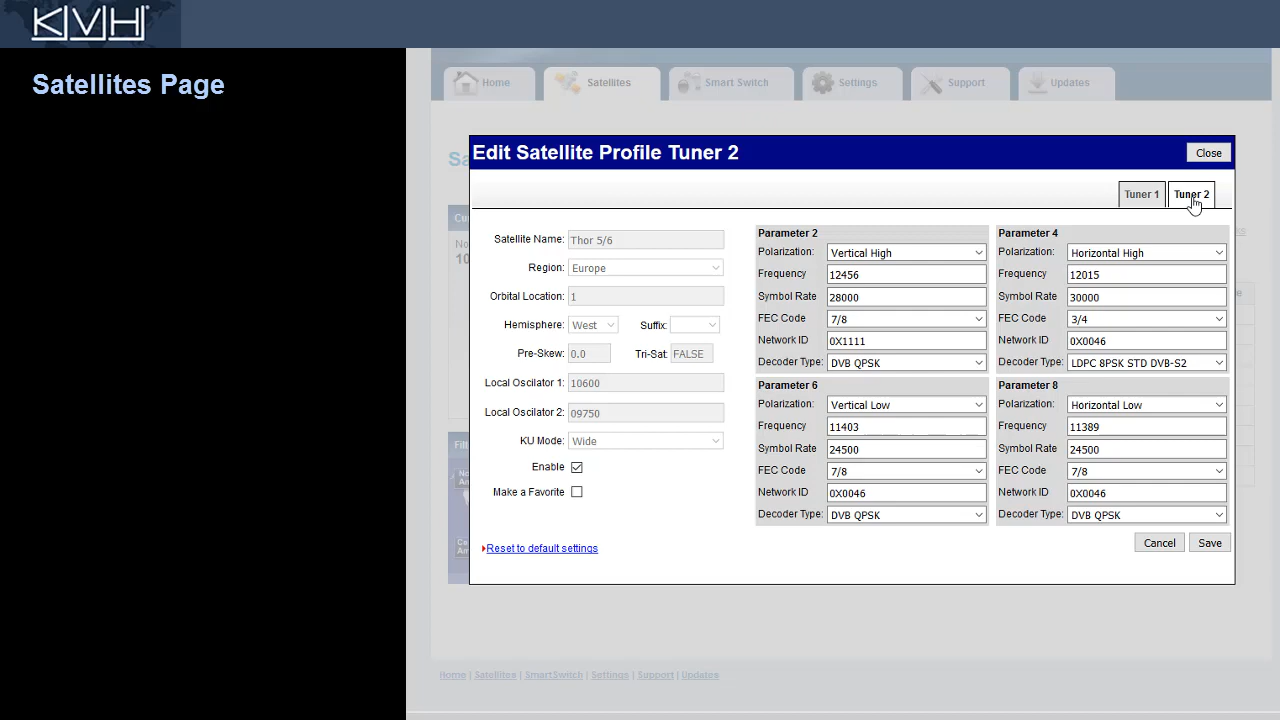 KVH
Satellites Page
Home
Satellites
Smart Switch
Settings
Support
Updates
Edit Satellite Profile Tuner 2
Close
Tuner 1
Tuner 2
Satellite Name: Thor 5/6
Region: Europe
Orbital Location: 1
Hemisphere: West Suffix:
Pre-Skew: 0.0 Tri-Sat: FALSE
Local Oscilator 1: 10600
Local Oscilator 2: 09750
KU Mode: Wide
Enable
Make a Favorite
Reset to default settings
Parameter 2
Polarization: Vertical High
Frequency 12456
Symbol Rate 28000
FEC Code 7/8
Network ID 0X1111
Decoder Type: DVB QPSK
Parameter 4
Polarization: Horizontal High
Frequency 12015
Symbol Rate 30000
FEC Code 3/4
Network ID 0X0046
Decoder Type: LDPC 8PSK STD DVB-S2
Parameter 6
Polarization: Vertical Low
Frequency 11403
Symbol Rate 24500
FEC Code 7/8
Network ID 0X0046
Decoder Type: DVB QPSK
Parameter 8
Polarization: Horizontal Low
Frequency 11389
Symbol Rate 24500
FEC Code 7/8
Network ID 0X0046
Decoder Type: DVB QPSK
Cancel
Save
Home | Satellites | SmartSwitch | Settings | Support | Updates